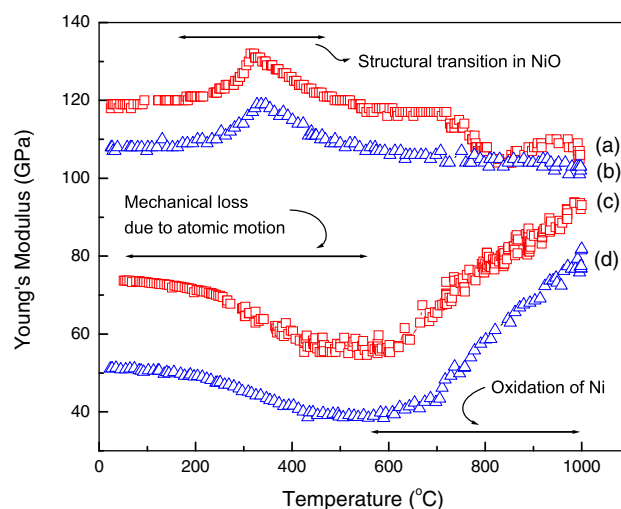 140
120
100
80
60
40
Young's Modulus (GPa)
Structural transition in NiO
(a)
(b)
Mechanical loss
due to atomic motion
(c)
(d)
Oxidation of Ni
0 200 400 600 800 1000
Temperature (°C)